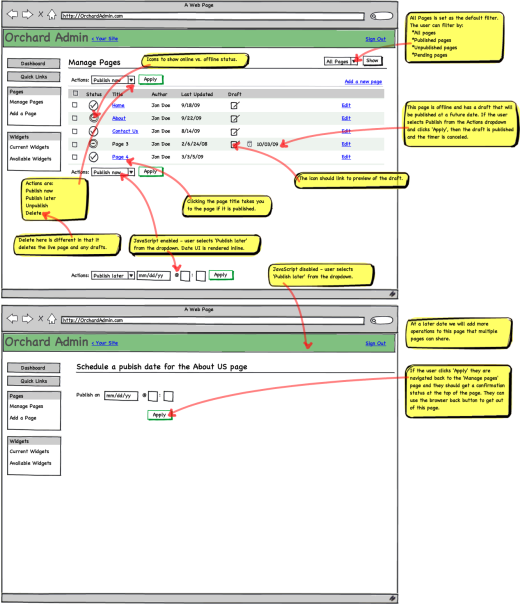 A Web Page
http://OrchardAdmin.com
Orchard Admin < Your Site
Sign Out
Icons to show online vs. offline status.
Dashboard
Quick Links
Pages
Manage Pages
Add a Page
Widgets
Current Widgets
Available Widgets
Manage Pages
All Pages
Show
Actions: Publish now
Apply
Add a new page
Status Title Author Last Updated Draft
Home Jon Doe 9/18/09 Edit
About Jon Doe 9/22/09 Edit
Contact Us Jon Doe 8/14/09 Edit
Page 3 Jon Doe 2/6/24/08 10/03/09 Edit
Page 4 Jon Doe 3/5/5/09 Edit
Actions: Publish now
Apply
All Pages is set as the default filter.
The user can filter by:
*All pages
*Published pages
*Unpublished pages
*Pending pages
This page is offline and has a draft that
will be published at a future date. If the user
selects Publish from the Actions dropdown
and clicks 'Apply', then the draft is published
and the timer is canceled.
The icon should link to preview of the draft.
Actions are:
Publish now
Publish later
Unpublish
Delete
Clicking the page title takes you
to the page if it is published.
Delete here is different in that it
deletes the live page and any drafts.
JavaScript enabled - user selects 'Publish later'
from the dropdown. Date UI is rendered inline.
JavaScript disabled - user selects
'Publish later' from the dropdown.
Actions: Publish later mm/dd/yy @ : Apply
A Web Page
http://OrchardAdmin.com
Orchard Admin < Your Site
Sign Out
Dashboard
Quick Links
Pages
Manage Pages
Add a Page
Widgets
Current Widgets
Available Widgets
Schedule a pubish date for the About US page
Publish on mm/dd/yy @ :
Apply
At a later date we will add more
operations to this page that multiple
pages can share.
If the user clicks 'Apply' they are
navigated back to the 'Manage pages'
page and they should get a confirmation
status at the top of the page. They can
use the browser back button to get out
of this page.